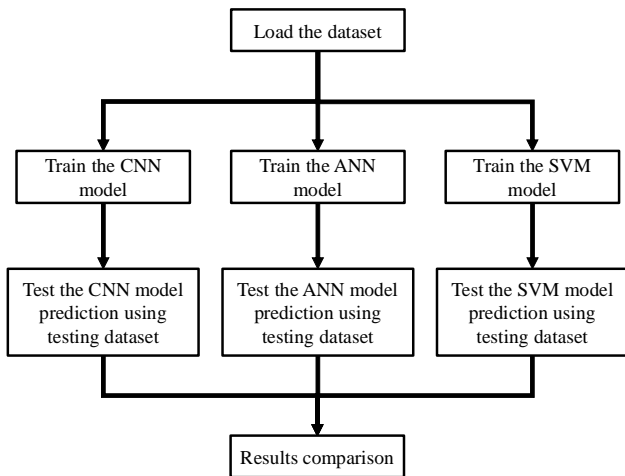 Load the dataset
Train the CNN
model
Train the ANN
model
Train the SVM
model
Test the CNN model
prediction using
testing dataset
Test the ANN model
prediction using
testing dataset
Test the SVM model
prediction using
testing dataset
Results comparison